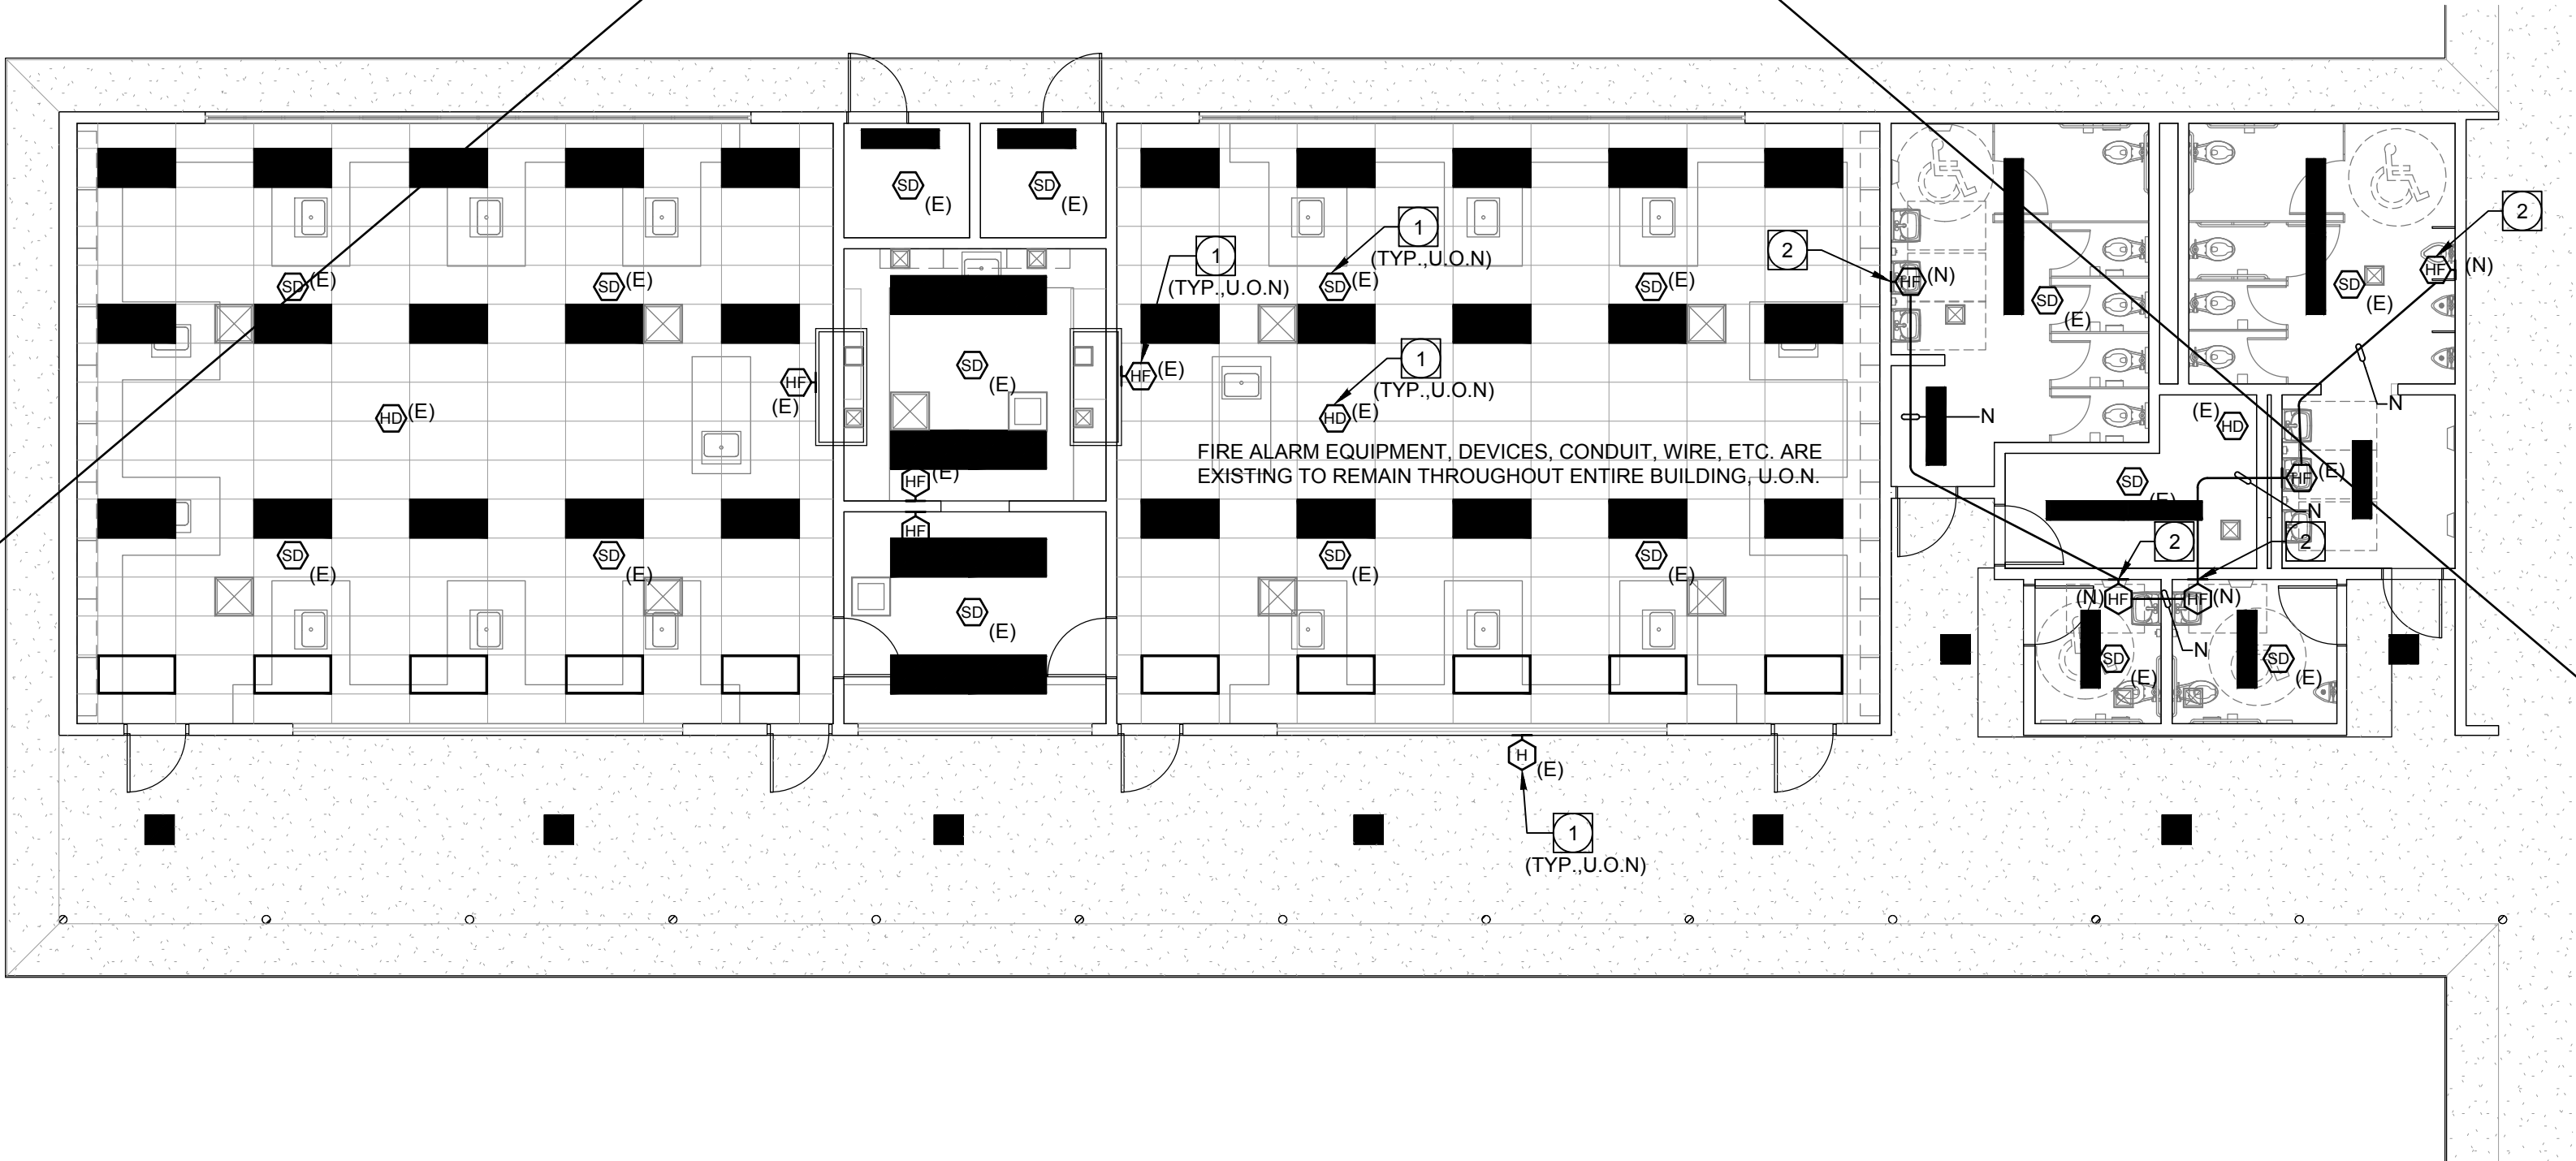 SD
(E)
SD
(E)
2
1
(TYP.,U.O.N)
1
(TYP.,U.O.N)
2
HF
(N)
HF
(N)
SD
(E)
SD
(E)
SD
(E)
SD
(E)
SD
(E)
SD
(E)
SD
(E)
HF
(E)
HF
(E)
1
(TYP.,U.O.N)
HD
(E)
HD
(E)
N
N
(E)
HD
FIRE ALARM EQUIPMENT, DEVICES, CONDUIT, WIRE, ETC. ARE
EXISTING TO REMAIN THROUGHOUT ENTIRE BUILDING, U.O.N.
HF
(E)
HF
SD
HF
(E)
N
2
2
SD
(E)
SD
(E)
SD
(E)
SD
(E)
SD
(E)
(N)
HF
HF
(N)
N
SD
(E)
SD
(E)
H
(E)
1
(TYP.,U.O.N)